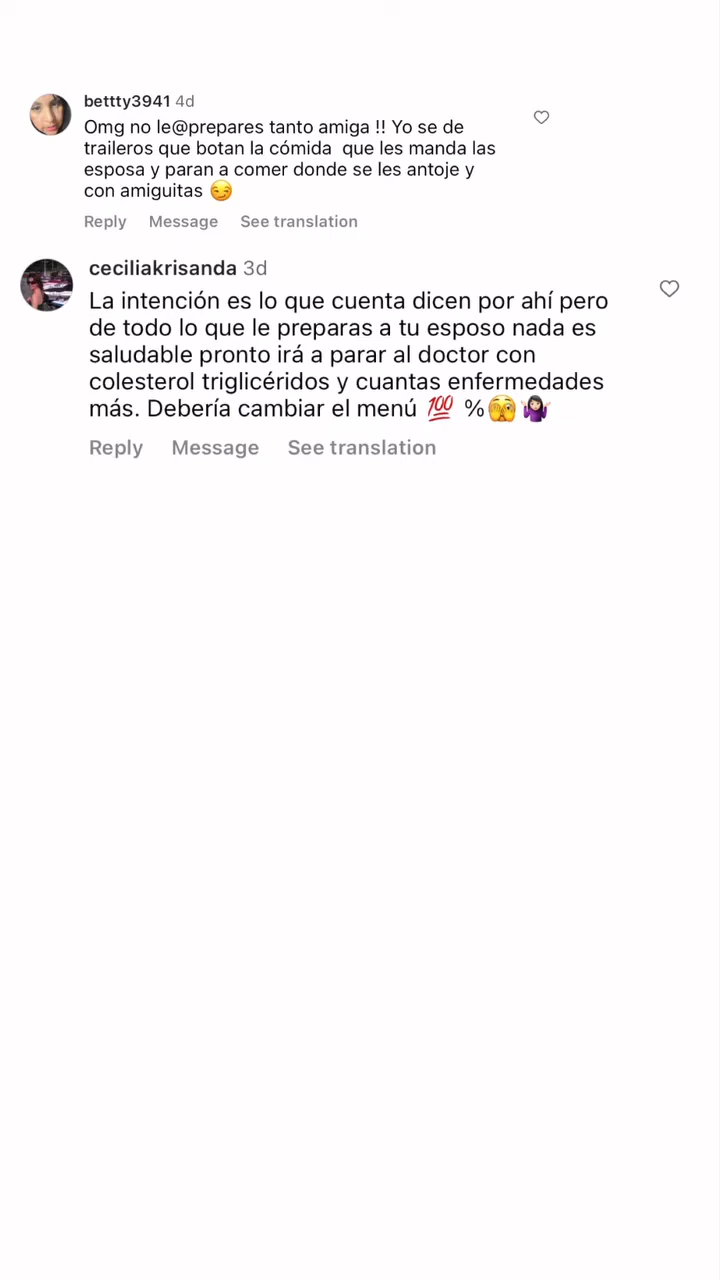 bettty3941 4d
Omg no le@prepares tanto amiga !! Yo se de
traileros que botan la cómida que les manda las
esposa y paran a comer donde se les antoje y
con amiguitas 😏
Reply Message See translation
ceciliakrisanda 3d
La intención es lo que cuenta dicen por ahí pero
de todo lo que le preparas a tu esposo nada es
saludable pronto irá a parar al doctor con
colesterol triglicéridos y cuantas enfermedades
más. Debería cambiar el menú 💯 %🫣🤷🏻‍♀️
Reply Message See translation